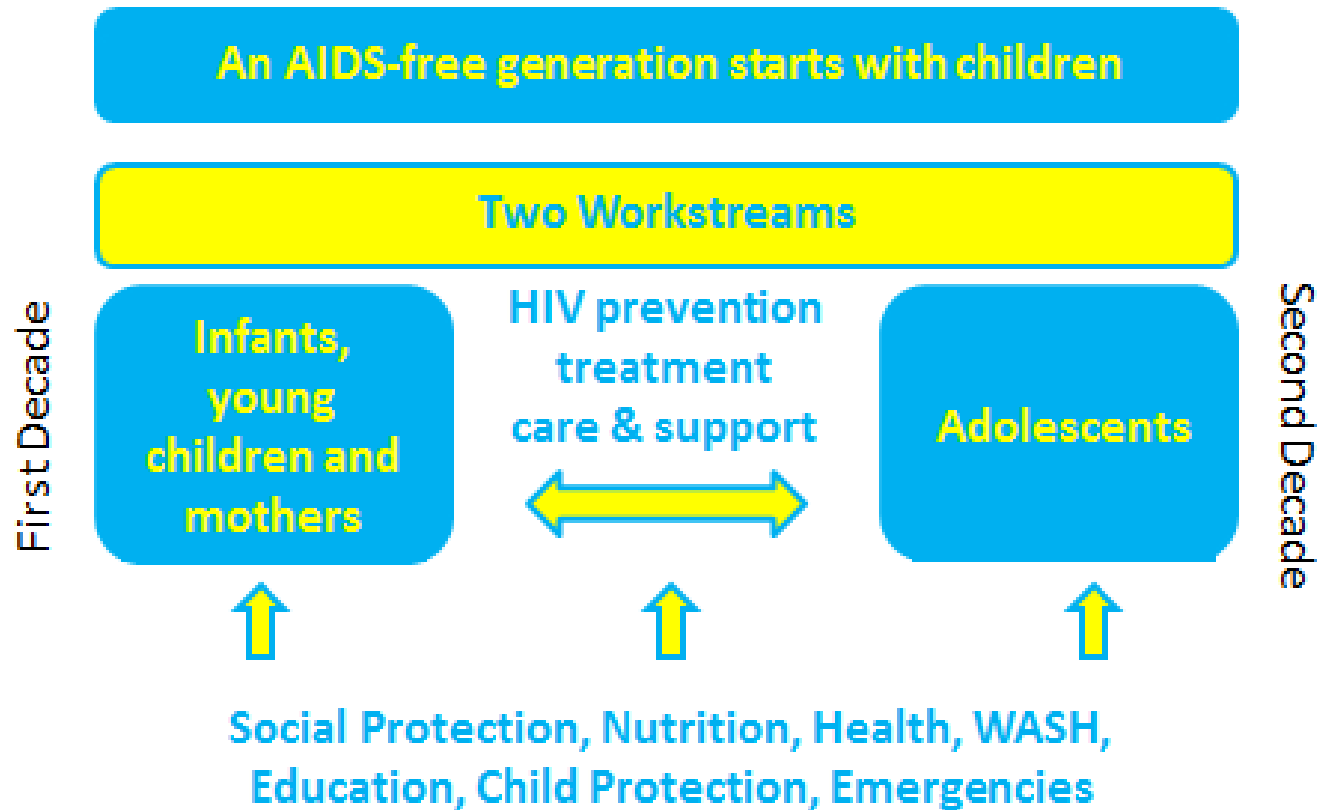 An AIDS-free generation starts with children
Two Workstreams
First Decade
Infants,
young
children and
mothers
HIV prevention
treatment
care & support
Adolescents
Second Decade
Social Protection, Nutrition, Health, WASH,
Education, Child Protection, Emergencies